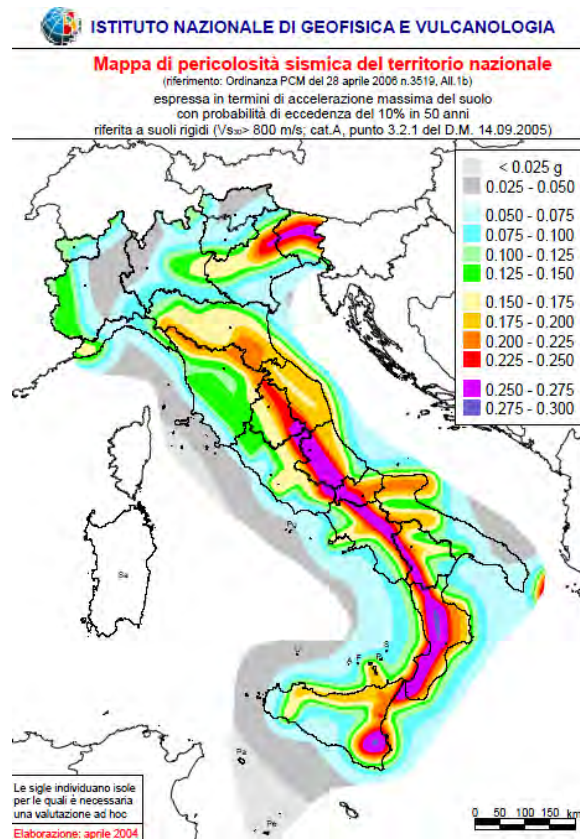 ISTITUTO NAZIONALE DI GEOFISICA E VULCANOLOGIA
Mappa di pericolosità sismica del territorio nazionale
(riferimento: Ordinanza PCM del 28 aprile 2006 n.3519, All.1b)
espressa in termini di accelerazione massima del suolo
con probabilità di eccedenza del 10% in 50 anni
riferita a suoli rigidi (Vs30> 800 m/s; cat.A, punto 3.2.1 del D.M. 14.09.2005)
< 0.025 g
0.025 - 0.050
0.050 - 0.075
0.075 - 0.100
0.100 - 0.125
0.125 - 0.150
0.150 - 0.175
0.175 - 0.200
0.200 - 0.225
0.225 - 0.250
0.250 - 0.275
0.275 - 0.300
Sa
U
A F
S
Pe
Le sigle individuano isole
per le quali è necessaria
una valutazione ad hoc
Elaborazione: aprile 2004
0 50 100 150 km